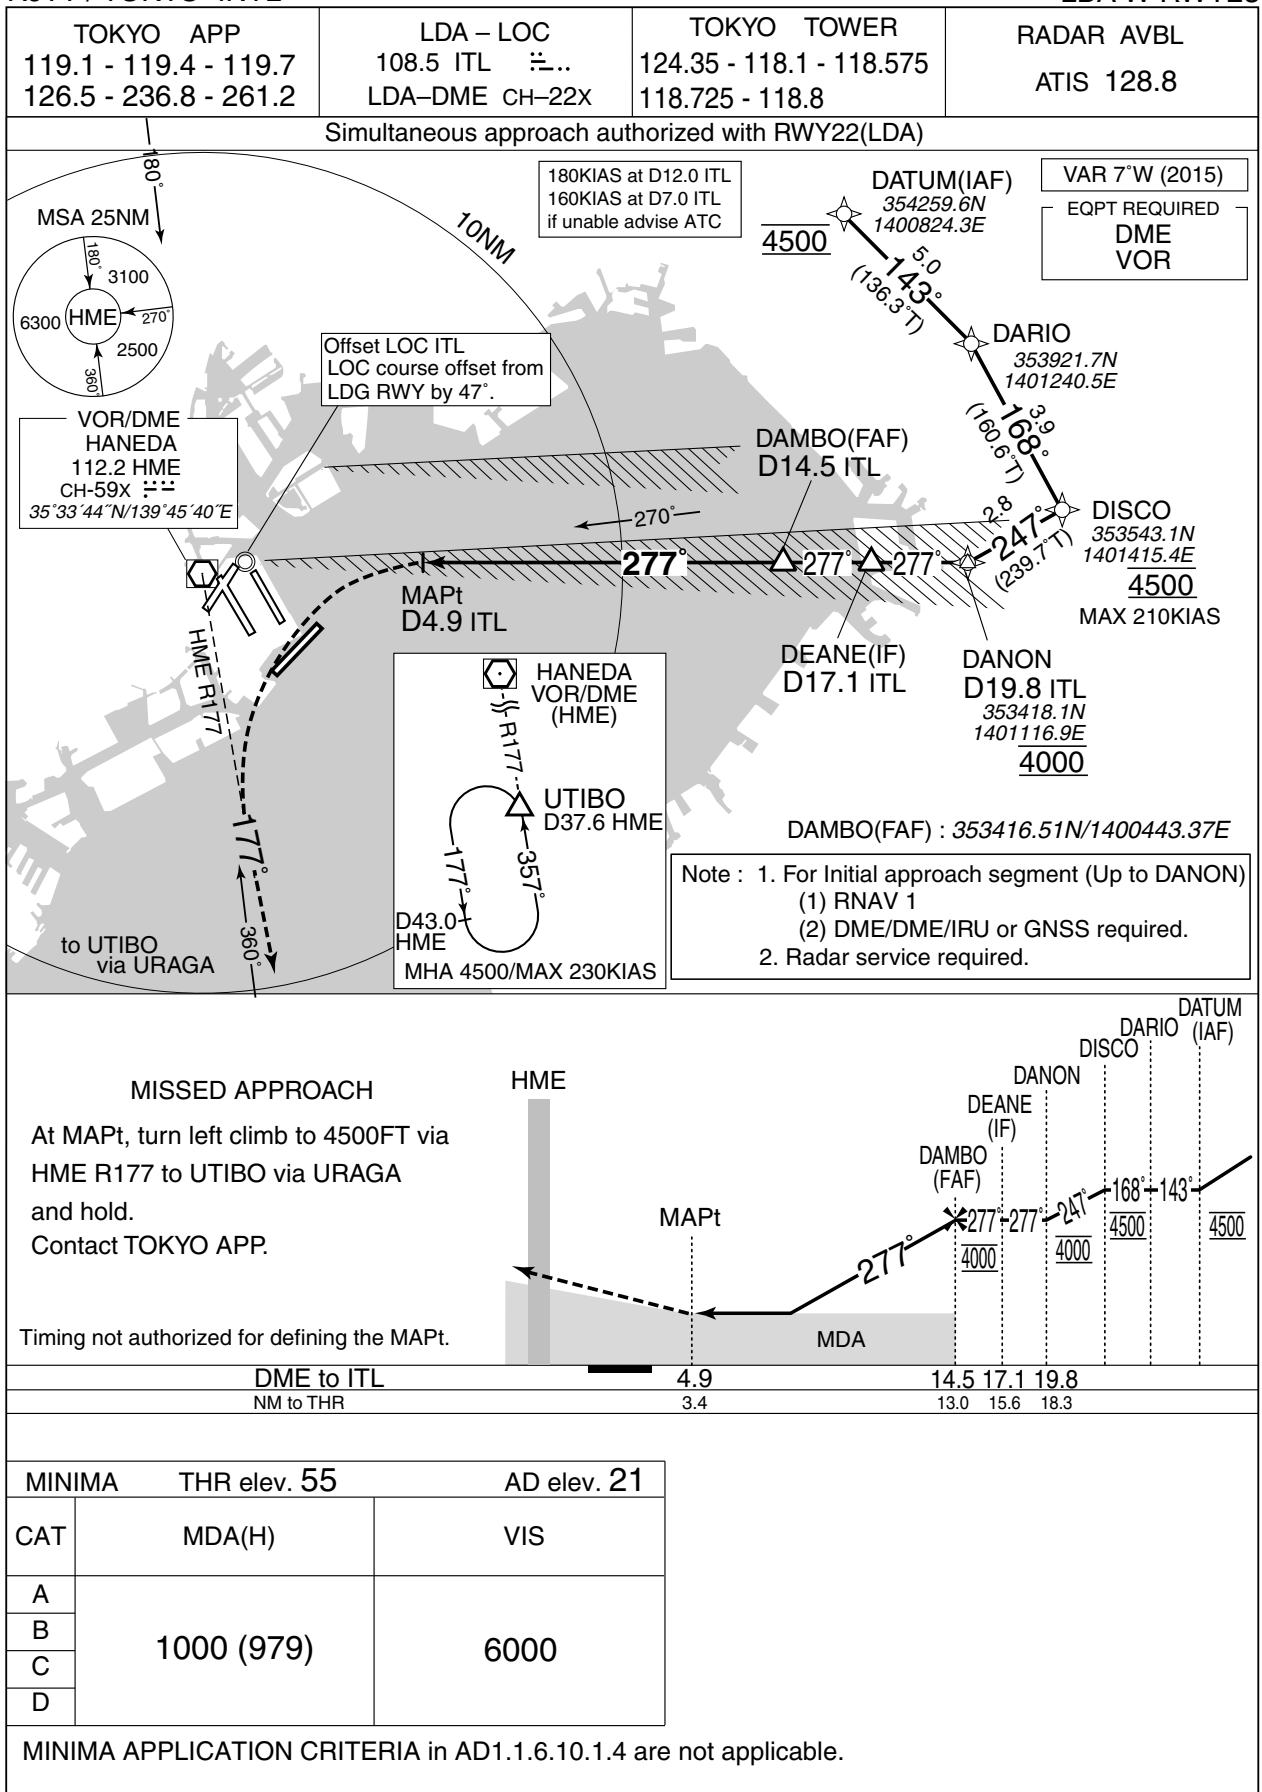 TOKYO APP
119.1 - 119.4 - 119.7
126.5 - 236.8 - 261.2
LDA – LOC
108.5 ITL
LDA–DME CH–22X
TOKYO TOWER
124.35 - 118.1 - 118.575
118.725 - 118.8
RADAR AVBL
ATIS 128.8
Simultaneous approach authorized with RWY22(LDA)
180°
MSA 25NM
180°
3100
6300
HME
270°
2500
360°
VOR/DME
HANEDA
112.2 HME
CH-59X
35°33´44˝N/139°45´40˝E
10NM
Offset LOC ITL
LOC course offset from
LDG RWY by 47°.
180KIAS at D12.0 ITL
160KIAS at D7.0 ITL
if unable advise ATC
DATUM(IAF)
354259.6N
1400824.3E
4500
VAR 7°W (2015)
EQPT REQUIRED
DME
VOR
5.0
143°
(136.3°T)
DARIO
353921.7N
1401240.5E
3.9
168°
(160.6°T)
DAMBO(FAF)
D14.5 ITL
DISCO
353543.1N
1401415.4E
4500
MAX 210KIAS
2.8
247°
(239.7°T)
270°
277°
277°
277°
MAPt
D4.9 ITL
DEANE(IF)
D17.1 ITL
DANON
D19.8 ITL
353418.1N
1401116.9E
4000
HME R177
177°
360°
to UTIBO
via URAGA
HANEDA
VOR/DME
(HME)
R177
UTIBO
D37.6 HME
177°
357°
D43.0
HME
MHA 4500/MAX 230KIAS
DAMBO(FAF) : 353416.51N/1400443.37E
Note : 1. For Initial approach segment (Up to DANON)
(1) RNAV 1
(2) DME/DME/IRU or GNSS required.
2. Radar service required.
MISSED APPROACH
At MAPt, turn left climb to 4500FT via
HME R177 to UTIBO via URAGA
and hold.
Contact TOKYO APP.
Timing not authorized for defining the MAPt.
HME
MAPt
DAMBO
(FAF)
DEANE
(IF)
DANON
DISCO
DARIO
DATUM
(IAF)
277°
277°
277°
247°
168°
143°
4000
4000
4500
4500
MDA
DME to ITL 4.9 14.5 17.1 19.8
NM to THR 3.4 13.0 15.6 18.3
MINIMA THR elev. 55 AD elev. 21
CAT MDA(H) VIS
A
B
C
D
1000 (979) 6000
MINIMA APPLICATION CRITERIA in AD1.1.6.10.1.4 are not applicable.